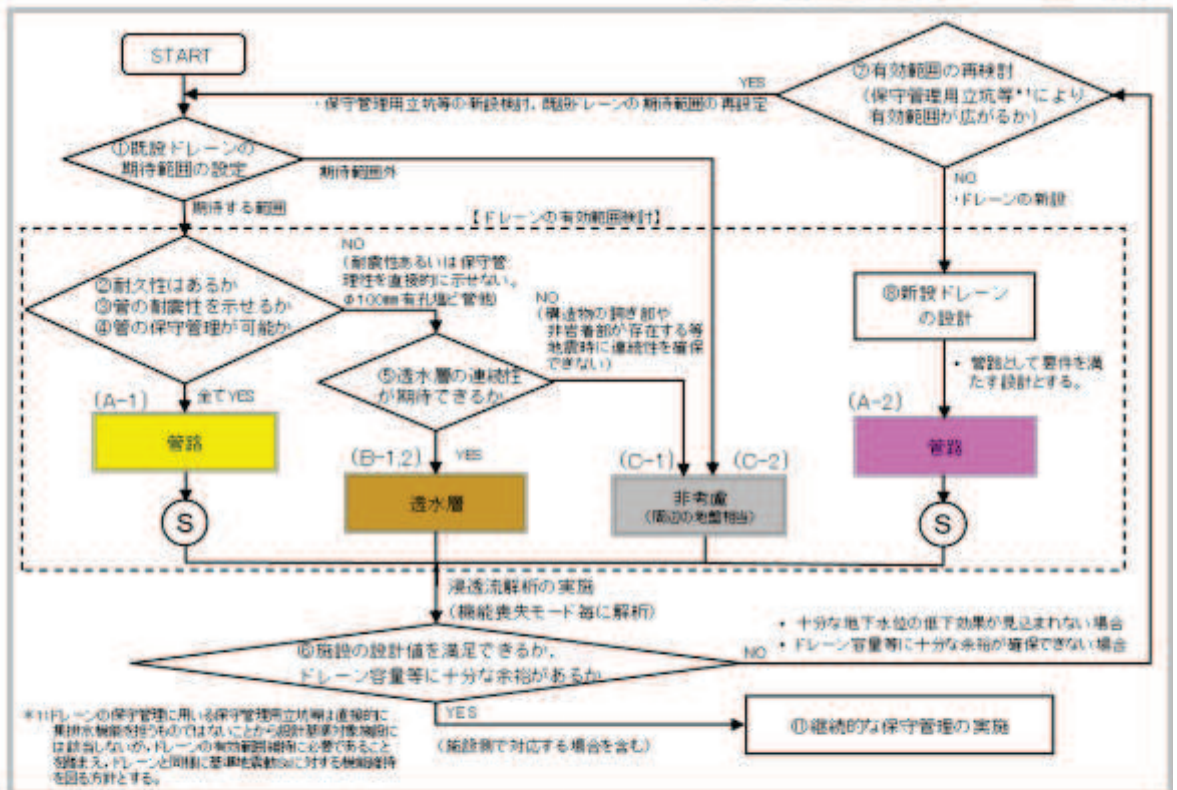 START
YES
・保守管理用立坑等の新設検討，既設ドレーンの期待範囲の再設定
⑦有効範囲の再検討
(保守管理用立坑等*1により
有効範囲が広がるか)
①既設ドレーンの
期待範囲の設定
期待範囲外
期待する範囲
NO
・ドレーンの新設
【ドレーンの有効範囲検討】
②耐久性はあるか
③管の耐震性を示せるか
④管の保守管理が可能か
NO
(耐震性あるいは保守管
理性を直接的に示せない。
φ100mm有孔塩ビ管他)
NO
(構造物の跨ぎ部や
非岩着部が存在する等
地震時に連続性を確保
できない)
⑤透水層の連続性
が期待できるか
⑧新設ドレーン
の設計
• 管路として要件を満
たす設計とする。
(A-1)
全てYES
管路
(B-1,2)
YES
透水層
(C-1)
(C-2)
非考慮
(周辺の地盤相当)
(A-2)
管路
S
S
浸透流解析の実施
(機能喪失モード毎に解析)
⑥施設の設計値を満足できるか，
ドレーン容量等に十分な余裕があるか
NO
• 十分な地下水位の低下効果が見込まれない場合
• ドレーン容量等に十分な余裕が確保できない場合
YES
(施設側で対応する場合を含む)
⑪継続的な保守管理の実施
*1)ドレーンの保守管理に用いる保守管理用立坑等は直接的に
集排水機能を担うものではないことから設計基準対象施設に
は該当しないが，ドレーンの有効範囲維持に必要であること
を踏まえ，ドレーンと同様に基準地震動Ssに対する機能維持
を図る方針とする。